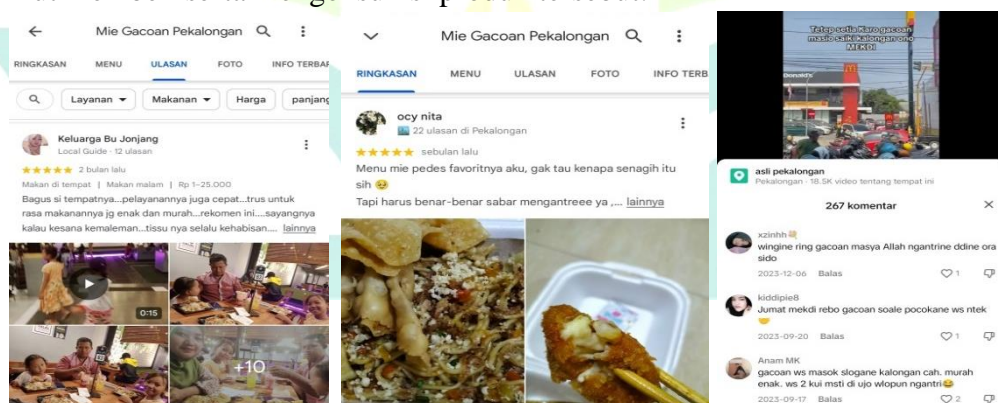 Mie Gacoan Pekalongan
RINGKASAN MENU ULASAN FOTO INFO TERBAR
Layanan Makanan Harga panjang
Keluarga Bu Jonjang
Local Guide · 12 ulasan
2 bulan lalu
Makan di tempat | Makan malam | Rp 1–25.000
Bagus si tempatnya...pelayanannya juga cepat...trus untuk
rasa makanannya jg enak dan murah...rekomen ini.....sayangnya
kalau kesana kemaleman...tissu nya selalu kehabisan.... lainnya
0:15
+10
Mie Gacoan Pekalongan
RINGKASAN MENU ULASAN FOTO INFO TERB
ocy nita
22 ulasan di Pekalongan
sebulan lalu
Menu mie pedes favoritnya aku, gak tau kenapa senagih itu
sih 🥹
Tapi harus benar-benar sabar mengantreee ya ,... lainnya
Tetep setia Karo gacoan
masio saiki kalongan ono
MEKDI
Donald's
asli pekalongan
Pekalongan · 18.5K video tentang tempat ini
267 komentar
xzinhh
wingine ring gacoan masya Allah ngantrine ddine ora
sido
2023-12-06 Balas 1
kiddipie8
Jumat mekdi rebo gacoan soale pocokane ws ntek
2023-09-20 Balas 1
Anam MK
gacoan ws masok slogane kalongan cah. murah
enak. ws 2 kui msti di ujo wlopun ngantri😂
2023-09-17 Balas 2